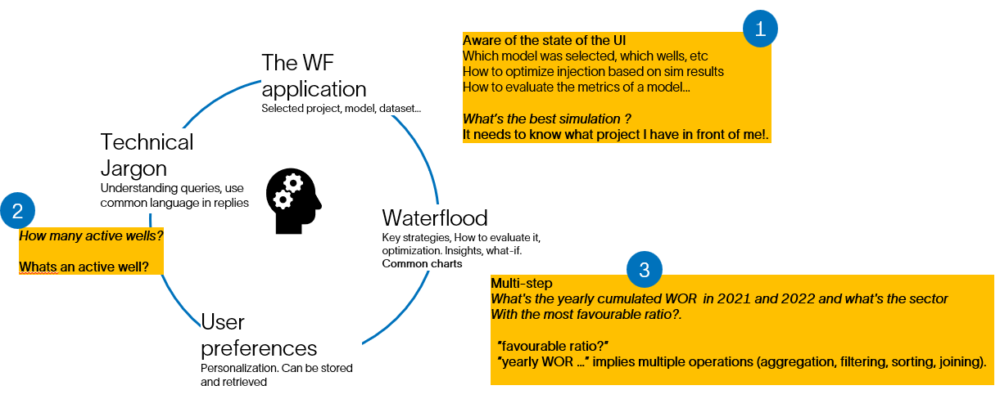 1
Aware of the state of the UI
Which model was selected, which wells, etc
How to optimize injection based on sim results
How to evaluate the metrics of a model…
What’s the best simulation ?
It needs to know what project I have in front of me!.
The WF
application
Selected project, model, dataset…
Technical
Jargon
Understanding queries, use
common language in replies
2
How many active wells?
Whats an active well?
Waterflood
Key strategies, How to evaluate it,
optimization. Insights, what-if.
Common charts
3
Multi-step
What's the yearly cumulated WOR  in 2021 and 2022 and what's the sector
With the most favourable ratio?.
“favourable ratio?”
“yearly WOR …” implies multiple operations (aggregation, filtering, sorting, joining).
User
preferences
Personalization. Can be stored
and retrieved